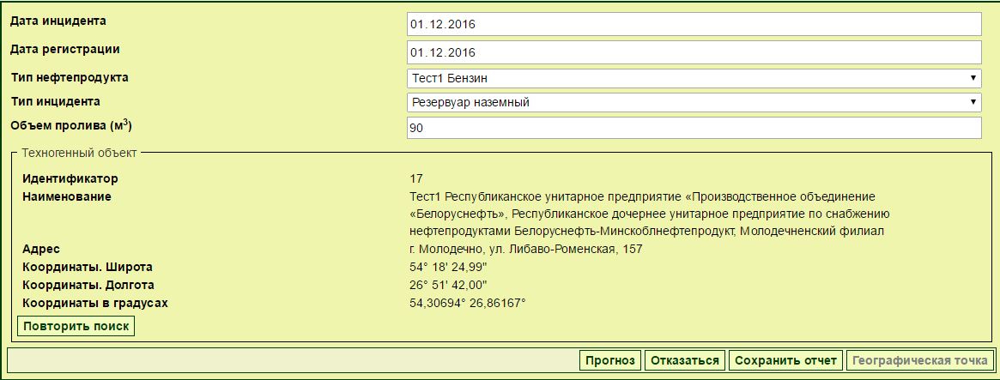 Дата инцидента 01.12.2016
Дата регистрации 01.12.2016
Тип нефтепродукта Тест1 Бензин
Тип инцидента Резервуар наземный
Объем пролива (м³) 90
Техногенный объект
Идентификатор 17
Наименование Тест1 Республиканское унитарное предприятие «Производственное объединение
«Белоруснефть», Республиканское дочернее унитарное предприятие по снабжению
нефтепродуктами Белоруснефть-Минскоблнефтепродукт, Молодечненский филиал
Адрес г. Молодечно, ул. Либаво-Роменская, 157
Координаты. Широта 54° 18' 24,99"
Координаты. Долгота 26° 51' 42,00"
Координаты в градусах 54,30694° 26,86167°
Повторить поиск
Прогноз Отказаться Сохранить отчет Географическая точка